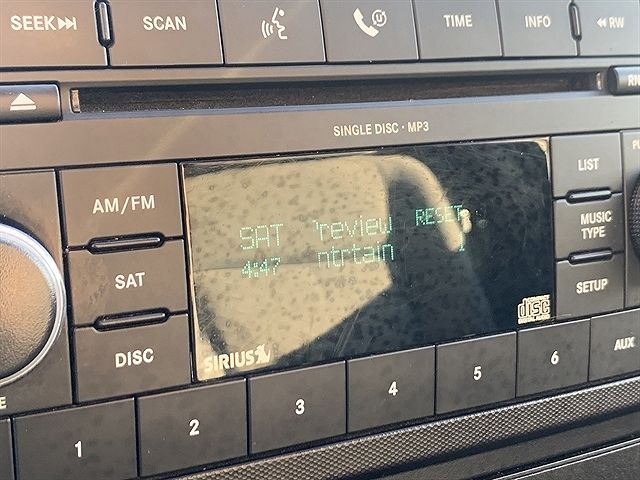 SEEK SCAN TIME INFO RW
SINGLE DISC • MP3
AM/FM
SAT
DISC
SAT 'review RESET
4:47 ntrtain 1
SIRIUS
disc
LIST
MUSIC
TYPE
SETUP
1 2 3 4 5 6 AUX